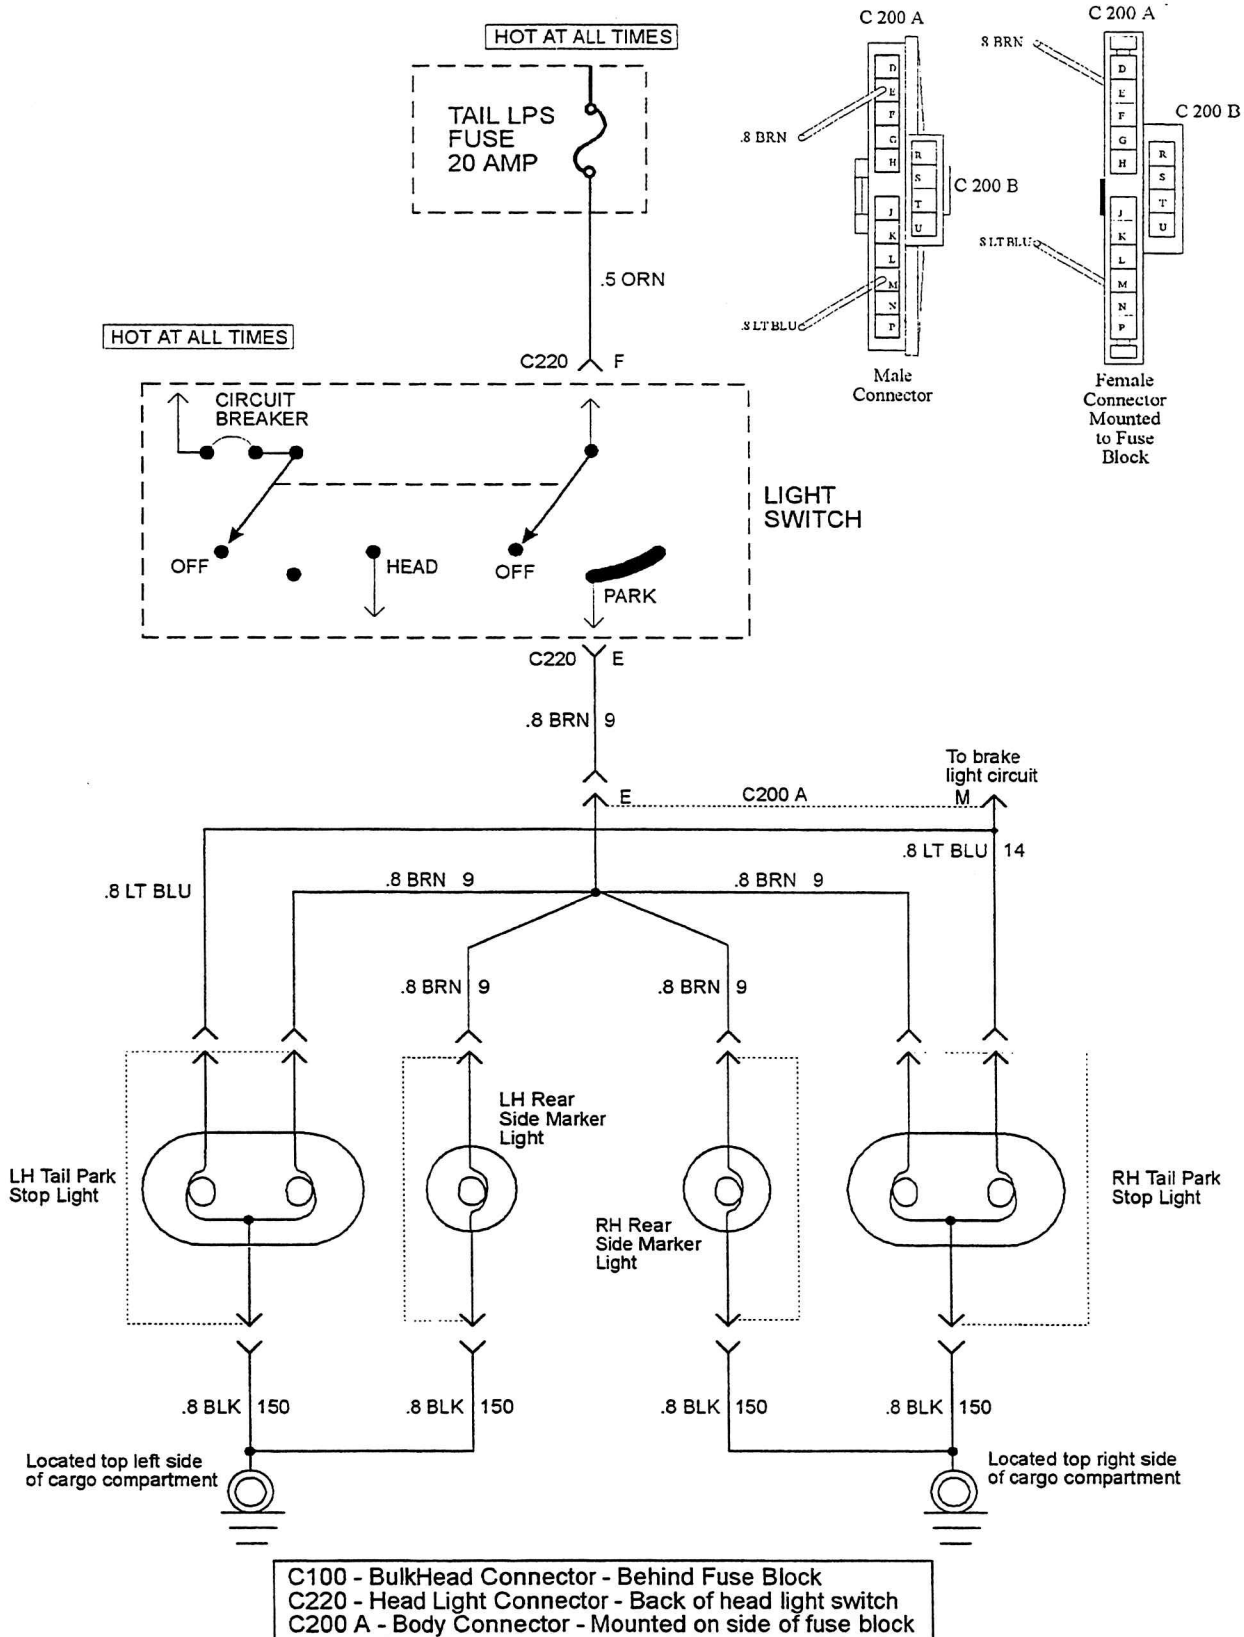 HOT AT ALL TIMES
TAIL LPS
FUSE
20 AMP
.5 ORN
C 200 A
D
E
F
G
H
J
K
L
M
N
P
R
S
T
U
.8 BRN
.8 LT BLU
C 200 B
Male
Connector
C 200 A
D
E
F
G
H
J
K
L
M
N
P
R
S
T
U
.8 BRN
.8 LT BLU
C 200 B
Female
Connector
Mounted
to Fuse
Block
HOT AT ALL TIMES
C220 F
CIRCUIT
BREAKER
LIGHT
SWITCH
OFF
HEAD
OFF
PARK
C220 E
.8 BRN 9
To brake
light circuit
E C200 A M
.8 LT BLU 14
.8 LT BLU
.8 BRN 9
.8 BRN 9
.8 BRN 9
.8 BRN 9
LH Rear
Side Marker
Light
LH Tail Park
Stop Light
RH Rear
Side Marker
Light
RH Tail Park
Stop Light
.8 BLK 150
.8 BLK 150
.8 BLK 150
.8 BLK 150
Located top left side
of cargo compartment
Located top right side
of cargo compartment
C100 - BulkHead Connector - Behind Fuse Block
C220 - Head Light Connector - Back of head light switch
C200 A - Body Connector - Mounted on side of fuse block